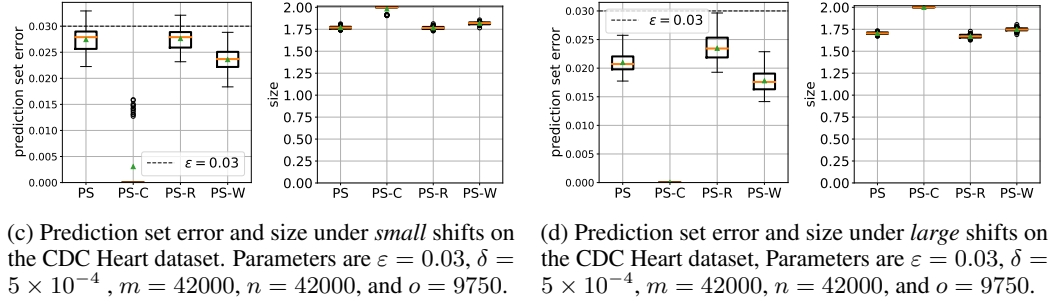 prediction set error
0.030
0.025
0.020
0.015
0.010
0.005
0.000
ε = 0.03
PS PS-C PS-R PS-W
size
2.00
1.75
1.50
1.25
1.00
0.75
0.50
0.25
0.00
PS PS-C PS-R PS-W
prediction set error
0.030
0.025
0.020
0.015
0.010
0.005
0.000
ε = 0.03
PS PS-C PS-R PS-W
size
2.00
1.75
1.50
1.25
1.00
0.75
0.50
0.25
0.00
PS PS-C PS-R PS-W
(c) Prediction set error and size under small shifts on
the CDC Heart dataset. Parameters are ε = 0.03, δ =
5 × 10⁻⁴ , m = 42000, n = 42000, and o = 9750.
(d) Prediction set error and size under large shifts on
the CDC Heart dataset, Parameters are ε = 0.03, δ =
5 × 10⁻⁴, m = 42000, n = 42000, and o = 9750.